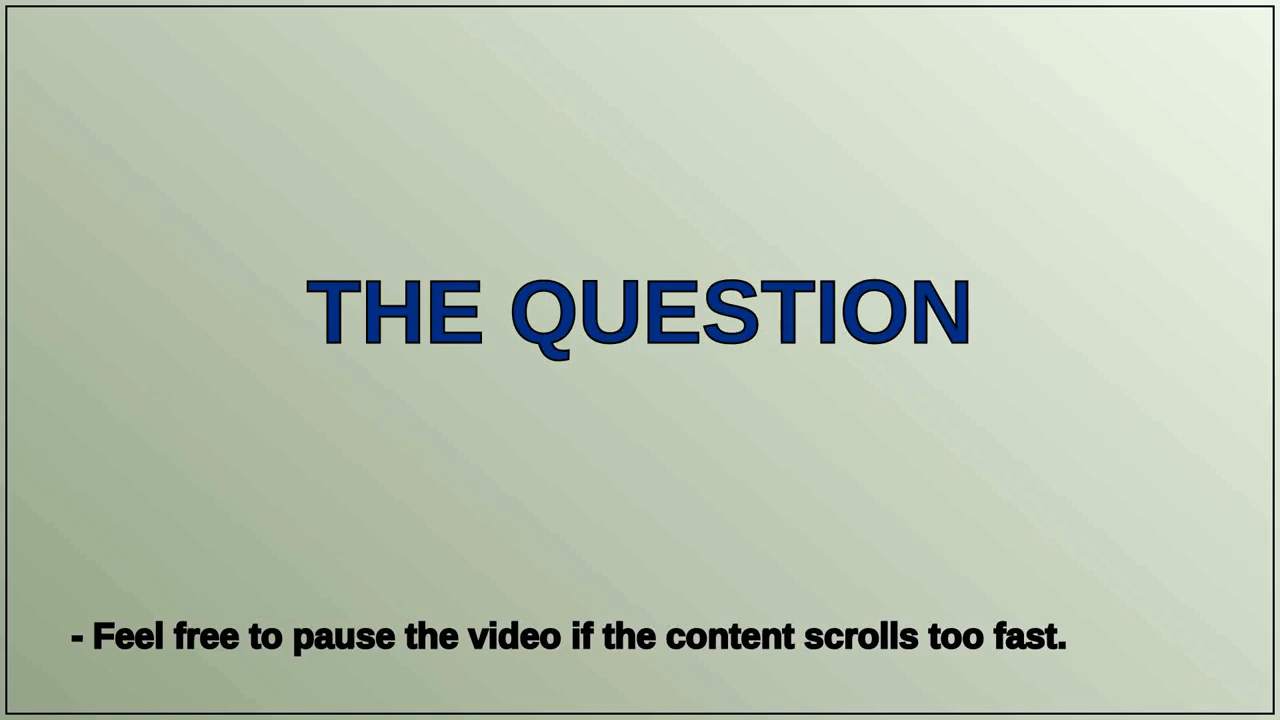 THE QUESTION
- Feel free to pause the video if the content scrolls too fast.